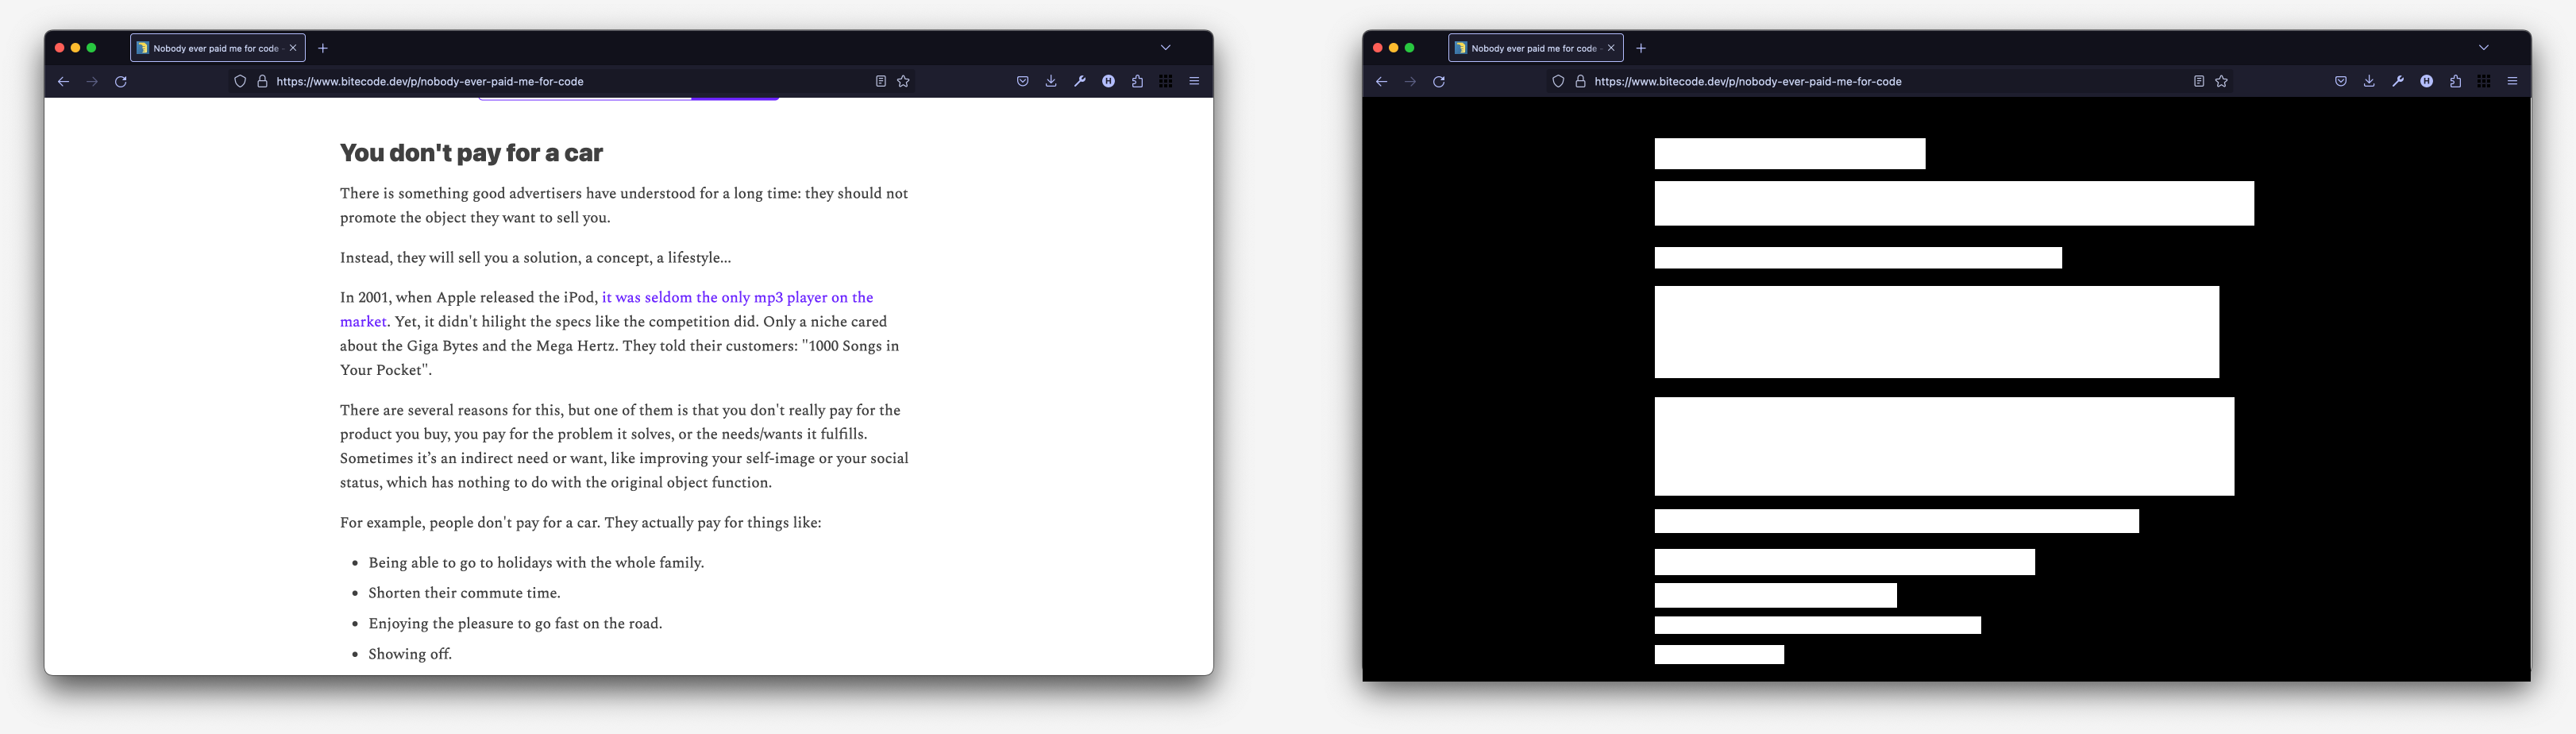 Nobody ever paid me for code -
https://www.bitecode.dev/p/nobody-ever-paid-me-for-code
H
You don't pay for a car
There is something good advertisers have understood for a long time: they should not
promote the object they want to sell you.
Instead, they will sell you a solution, a concept, a lifestyle...
In 2001, when Apple released the iPod, it was seldom the only mp3 player on the
market. Yet, it didn't hilight the specs like the competition did. Only a niche cared
about the Giga Bytes and the Mega Hertz. They told their customers: "1000 Songs in
Your Pocket".
There are several reasons for this, but one of them is that you don't really pay for the
product you buy, you pay for the problem it solves, or the needs/wants it fulfills.
Sometimes it’s an indirect need or want, like improving your self-image or your social
status, which has nothing to do with the original object function.
For example, people don't pay for a car. They actually pay for things like:
• Being able to go to holidays with the whole family.
• Shorten their commute time.
• Enjoying the pleasure to go fast on the road.
• Showing off.
Nobody ever paid me for code -
https://www.bitecode.dev/p/nobody-ever-paid-me-for-code
H